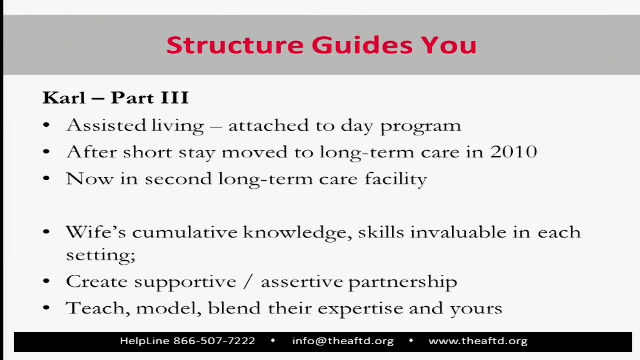 Structure Guides You
Karl – Part III
• Assisted living – attached to day program
• After short stay moved to long-term care in 2010
• Now in second long-term care facility
• Wife's cumulative knowledge, skills invaluable in each
setting;
• Create supportive / assertive partnership
• Teach, model, blend their expertise and yours
HelpLine 866-507-7222 • info@theaftd.org • www.theaftd.org